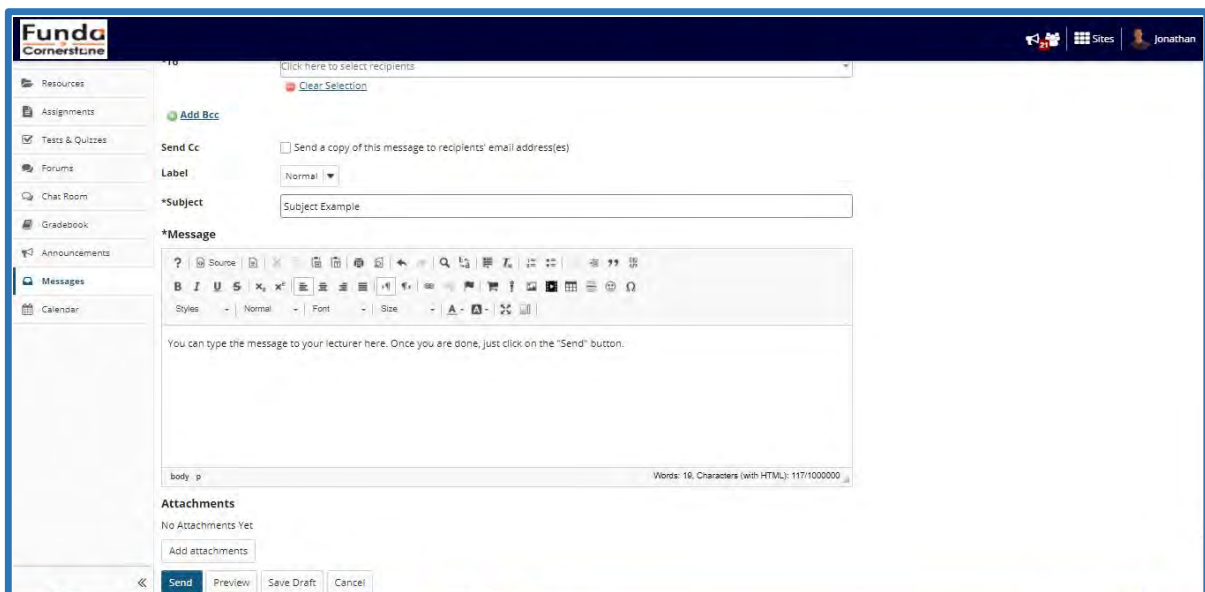 Funda
Cornerstone
21
Sites
Jonathan
*To
Click here to select recipients
Clear Selection
Resources
Assignments
Add Bcc
Tests & Quizzes
Send Cc
Send a copy of this message to recipients' email address(es)
Forums
Label
Normal
Chat Room
*Subject
Subject Example
Gradebook
*Message
Announcements
? Source
Messages
B I U S x₂ x² Ω
Calendar
Styles Normal Font Size A A
You can type the message to your lecturer here. Once you are done, just click on the "Send" button.
body p
Words: 19, Characters (with HTML): 117/1000000
Attachments
No Attachments Yet
Add attachments
Send Preview Save Draft Cancel